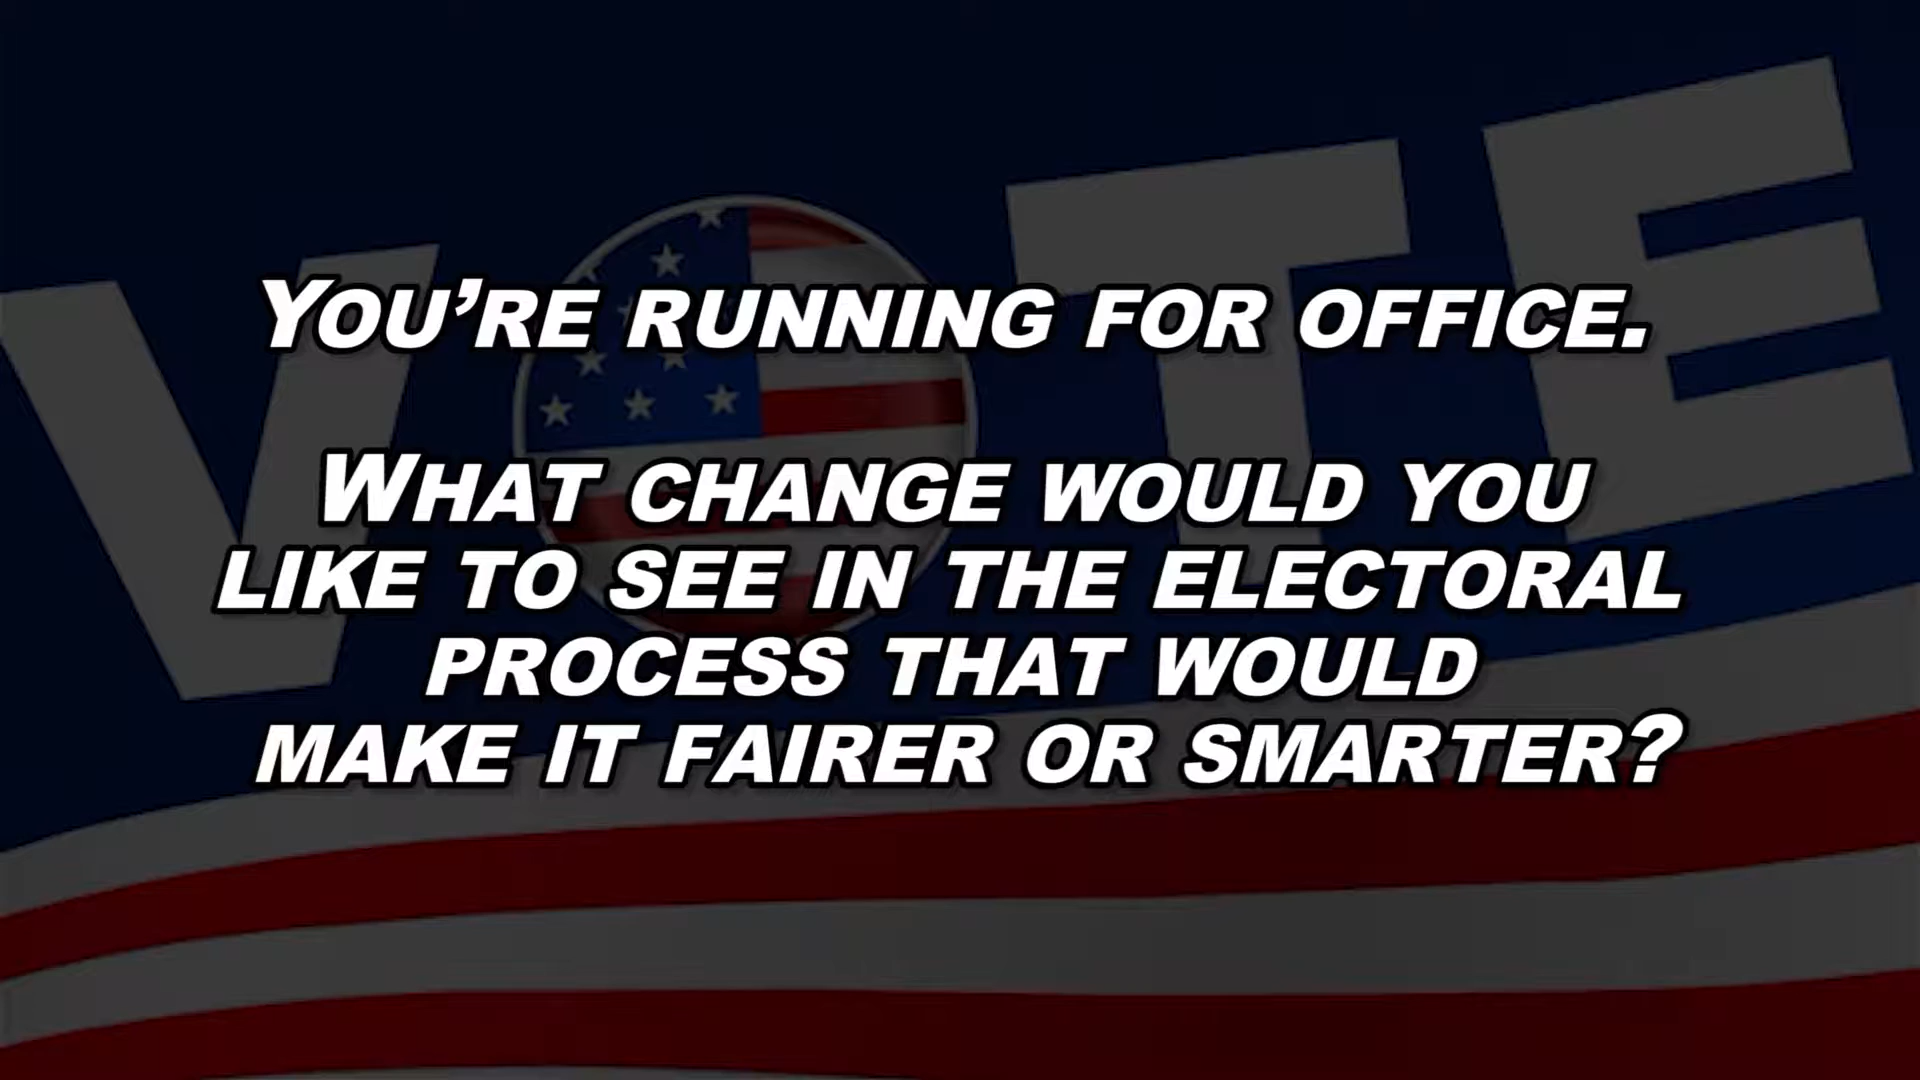 VOTE
YOU'RE RUNNING FOR OFFICE.
WHAT CHANGE WOULD YOU
LIKE TO SEE IN THE ELECTORAL
PROCESS THAT WOULD
MAKE IT FAIRER OR SMARTER?